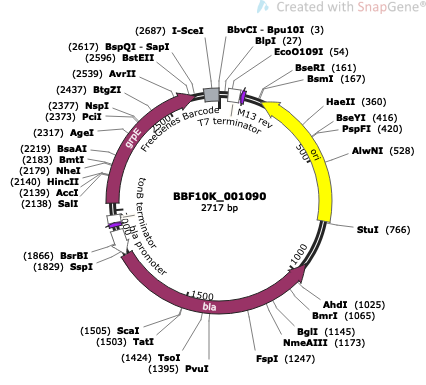 Created with SnapGene®
(2687) I-SceI
BbvCI - Bpu10I (3)
(2617) BspQI - SapI
BlpI (27)
(2596) BstEII
EcoO109I (54)
(2539) AvrII
BseRI (161)
(2437) BtgZI
BsmI (167)
(2377) NspI
HaeII (360)
(2373) PciI
BseYI (416)
(2317) AgeI
PspFI (420)
(2219) BsaAI
AlwNI (528)
(2183) BmtI
(2179) NheI
(2140) HincII
(2139) AccI
(2138) SalI
StuI (766)
(1866) BsrBI
(1829) SspI
AhdI (1025)
BmrI (1065)
(1505) ScaI
BglI (1145)
(1503) TatI
NmeAIII (1173)
(1424) TsoI
FspI (1247)
(1395) PvuI
FreeGenes Barcode
T7 terminator
M13 rev
grpE
ori
500
1000
1500
2500
tonB terminator
bla promoter
bla
BBF10K_001090
2717 bp